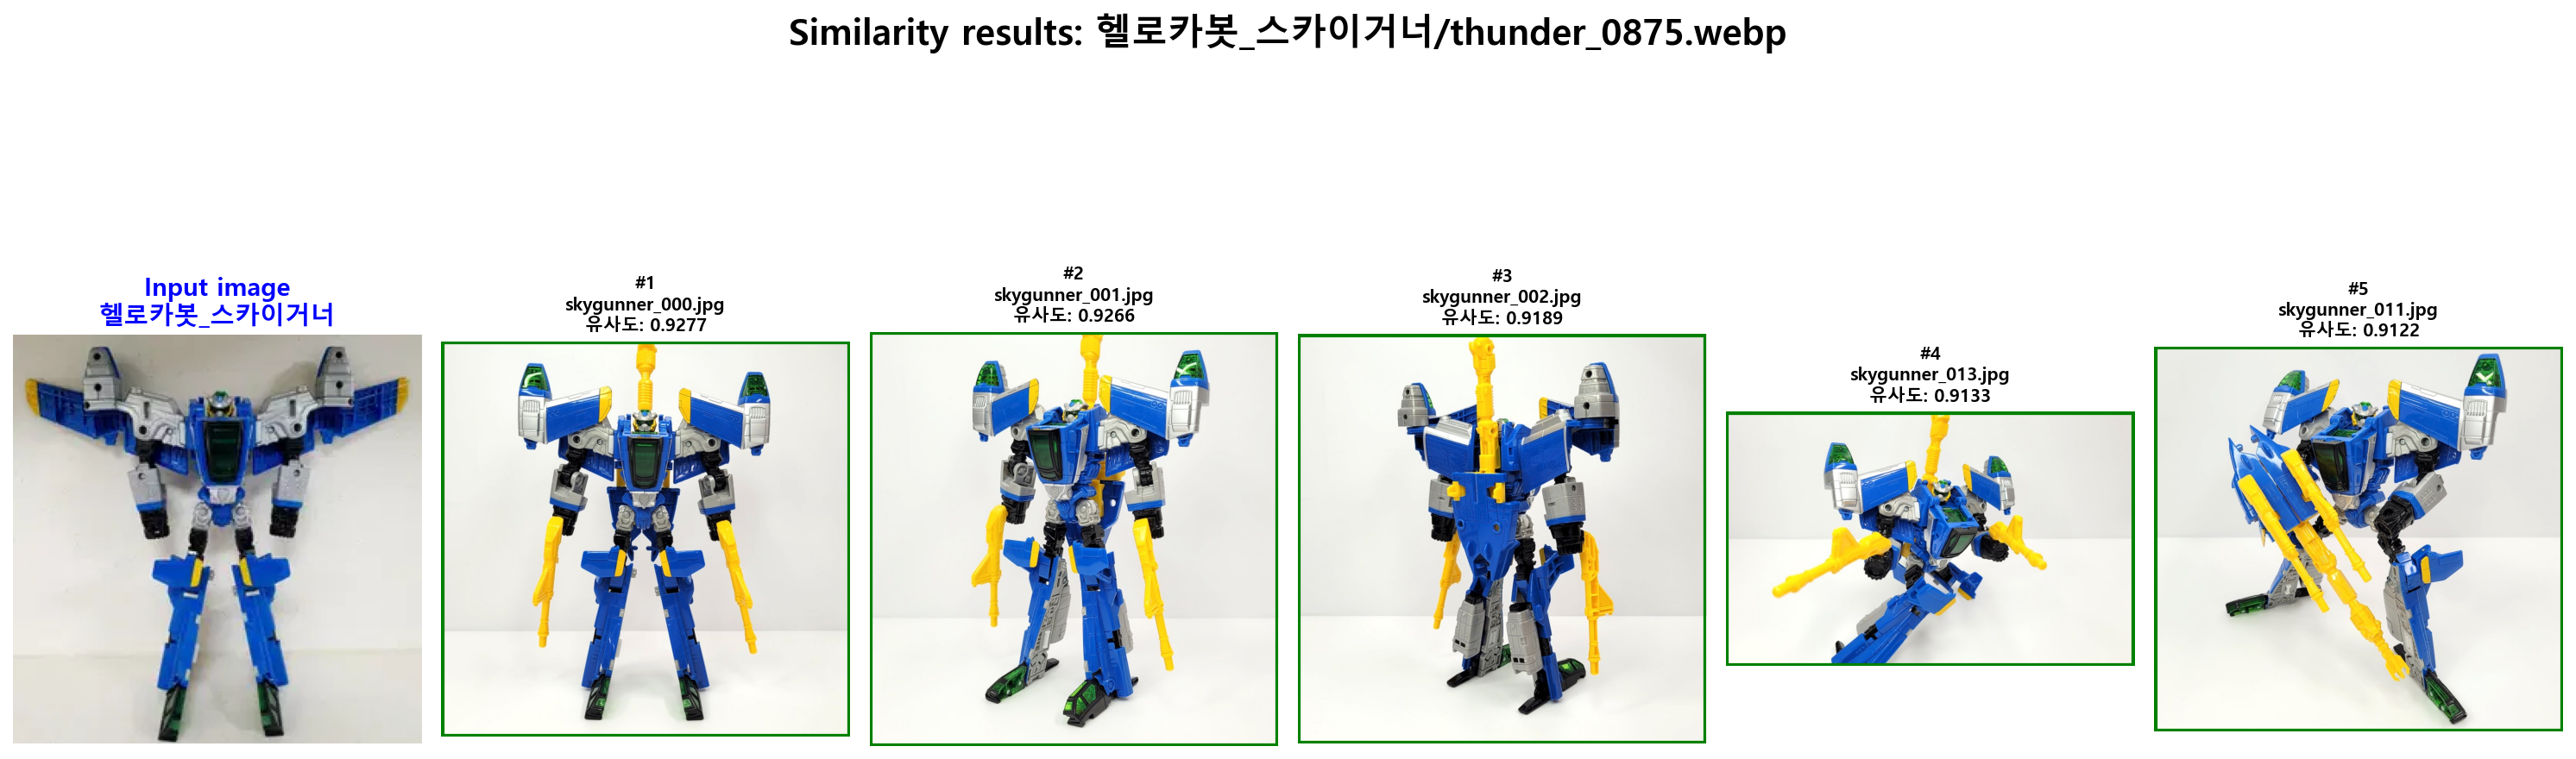 Similarity results: 헬로카봇_스카이거너/thunder_0875.webp
Input image
헬로카봇_스카이거너
#1
skygunner_000.jpg
유사도: 0.9277
#2
skygunner_001.jpg
유사도: 0.9266
#3
skygunner_002.jpg
유사도: 0.9189
#4
skygunner_013.jpg
유사도: 0.9133
#5
skygunner_011.jpg
유사도: 0.9122